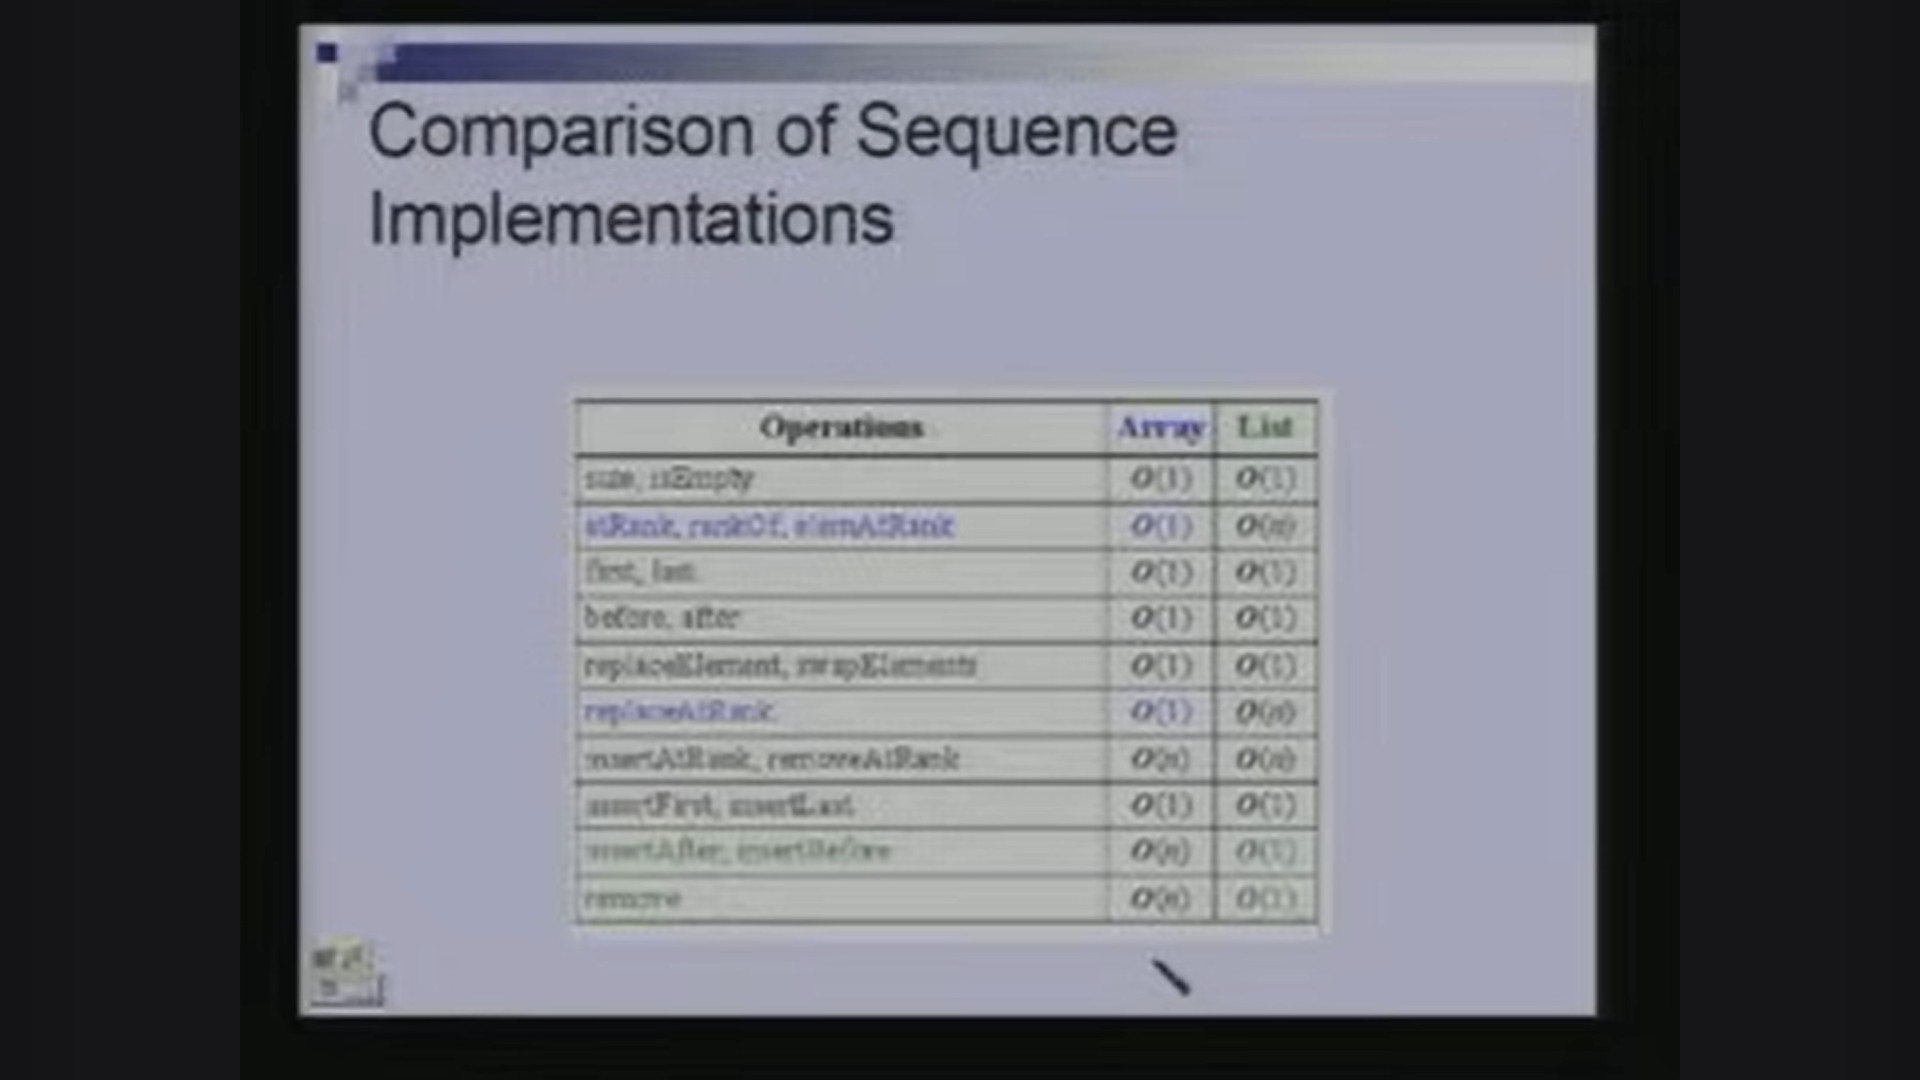 Comparison of Sequence
Implementations
Operations Array List
size, isEmpty O(1) O(1)
atRank, rankOf, elemAtRank O(1) O(n)
first, last O(1) O(1)
before, after O(1) O(1)
replaceElement, swapElements O(1) O(1)
replaceAtRank O(1) O(n)
insertAtRank, removeAtRank O(n) O(n)
insertFirst, insertLast O(1) O(1)
insertAfter, insertBefore O(n) O(1)
remove O(n) O(1)